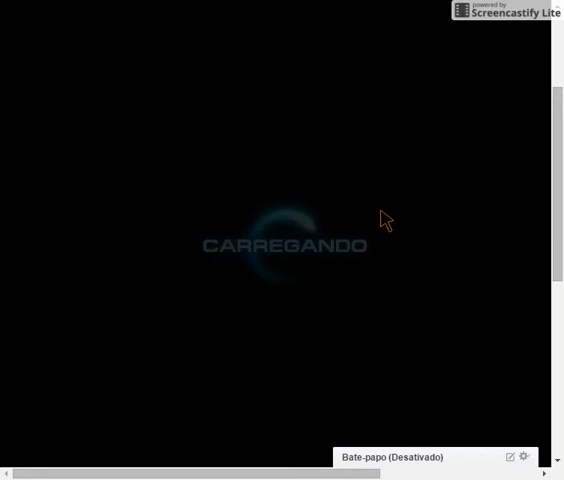 powered by
Screencastify Lite
CARREGANDO
Bate-papo (Desativado)